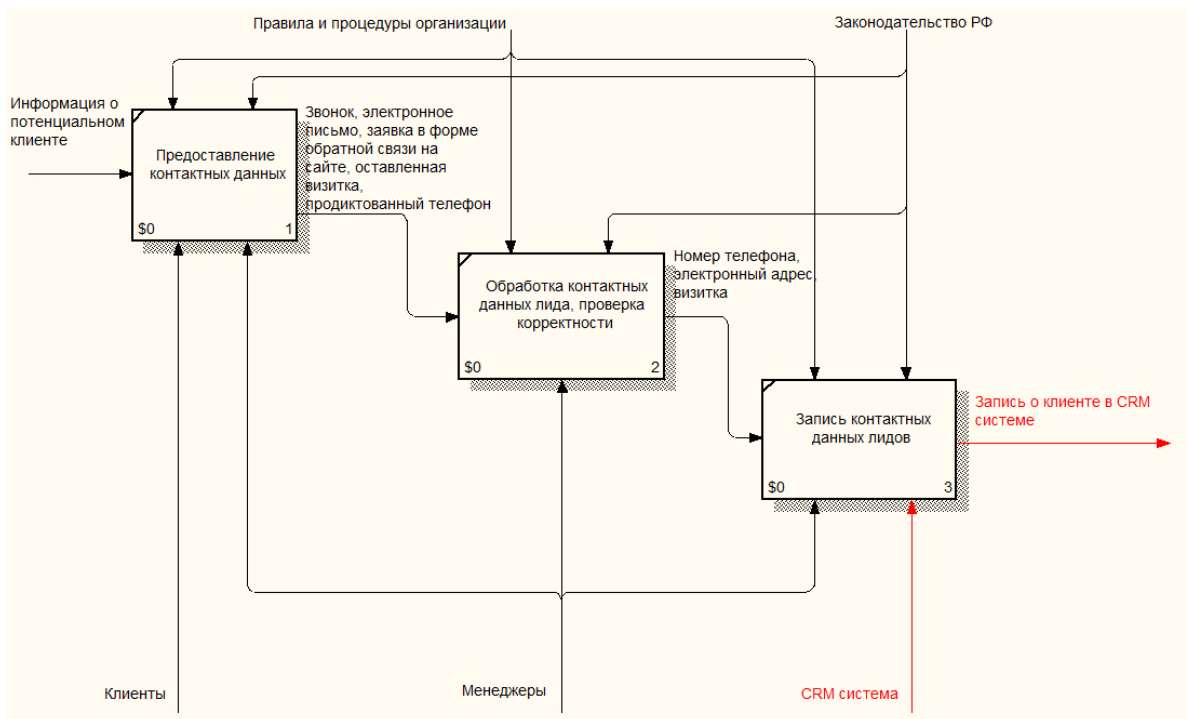 Правила и процедуры организации
Законодательство РФ
Информация о
потенциальном
клиенте
Предоставление
контактных данных
$0
1
Звонок, электронное
письмо, заявка в форме
обратной связи на
сайте, оставленная
визитка,
продиктованный телефон
Обработка контактных
данных лида, проверка
корректности
$0
2
Номер телефона,
электронный адрес,
визитка
Запись контактных
данных лидов
$0
3
Запись о клиенте в CRM
системе
Клиенты
Менеджеры
CRM система